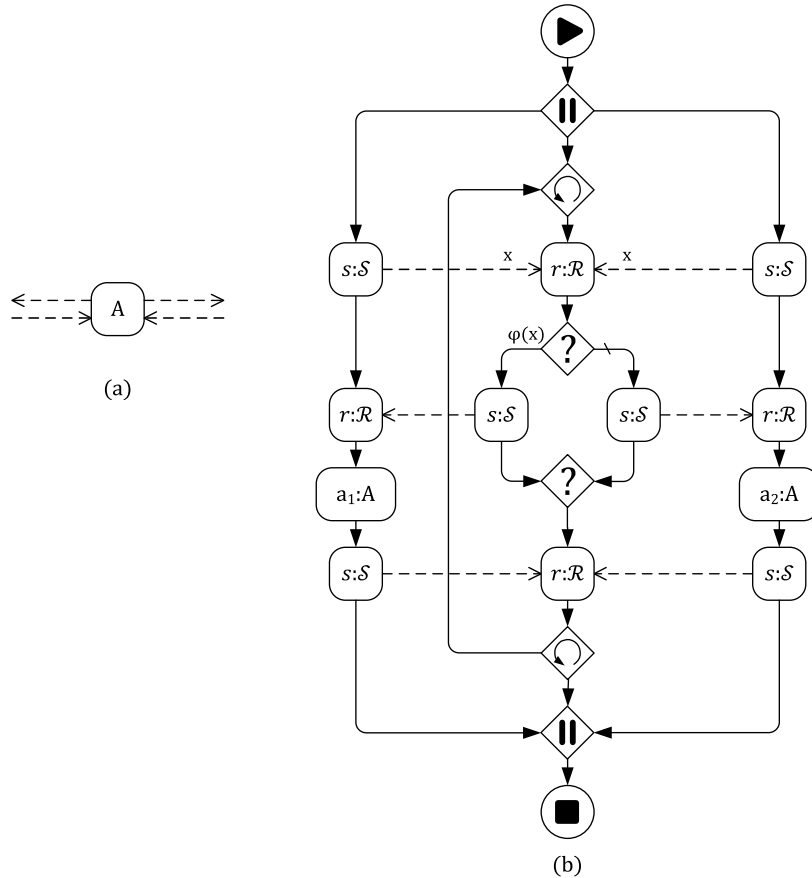 s:𝒮
x
r:ℛ
x
s:𝒮
A
φ(x)
?
(a)
r:ℛ
s:𝒮
s:𝒮
r:ℛ
?
a₁:A
a₂:A
s:𝒮
r:ℛ
s:𝒮
(b)